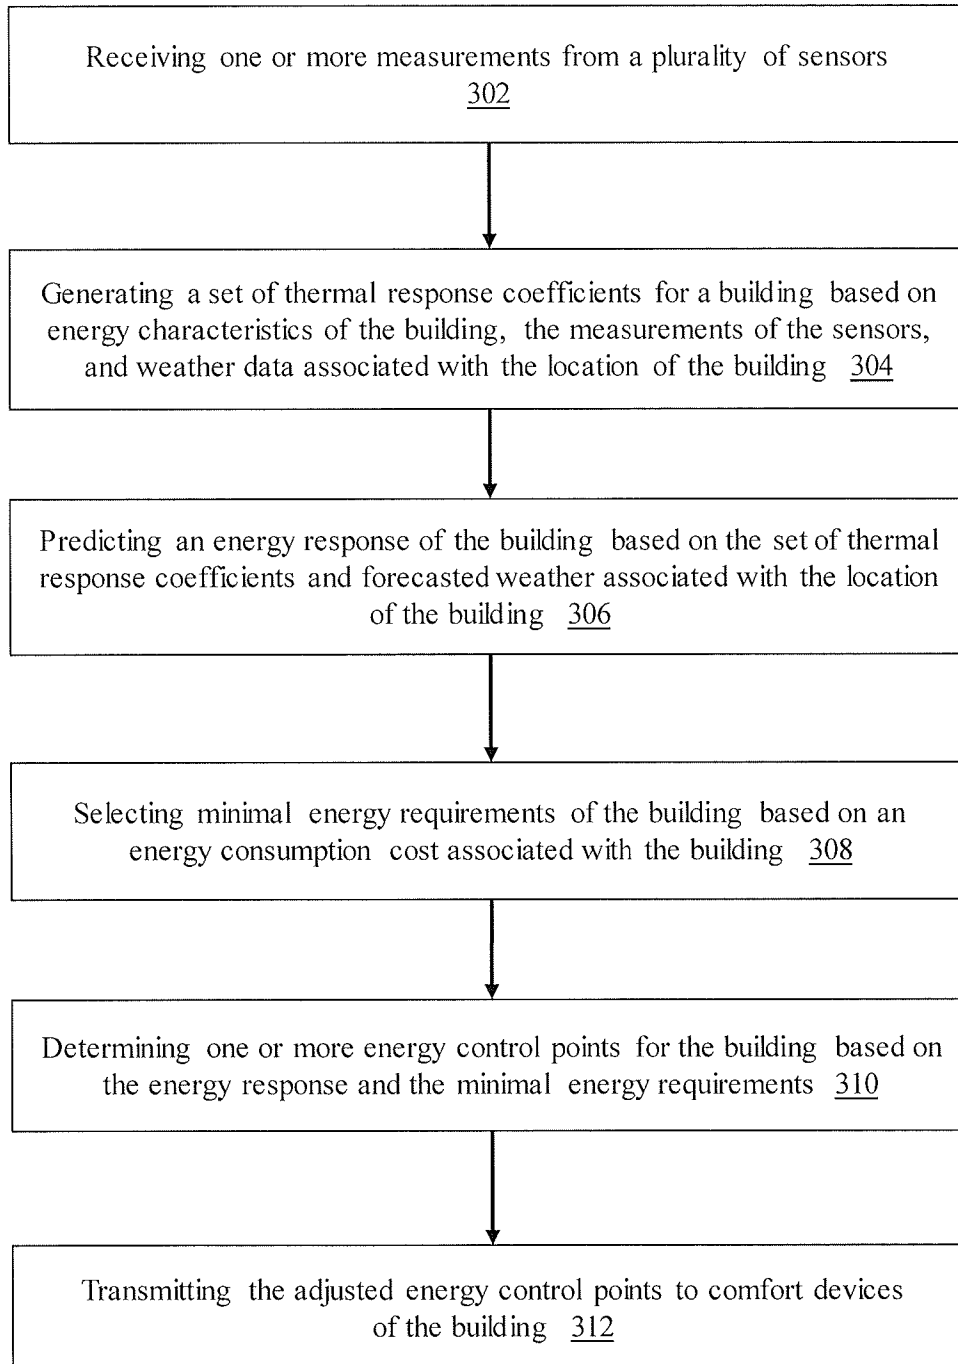 Receiving one or more measurements from a plurality of sensors
302
Generating a set of thermal response coefficients for a building based on
energy characteristics of the building, the measurements of the sensors,
and weather data associated with the location of the building 304
Predicting an energy response of the building based on the set of thermal
response coefficients and forecasted weather associated with the location
of the building 306
Selecting minimal energy requirements of the building based on an
energy consumption cost associated with the building 308
Determining one or more energy control points for the building based on
the energy response and the minimal energy requirements 310
Transmitting the adjusted energy control points to comfort devices
of the building 312